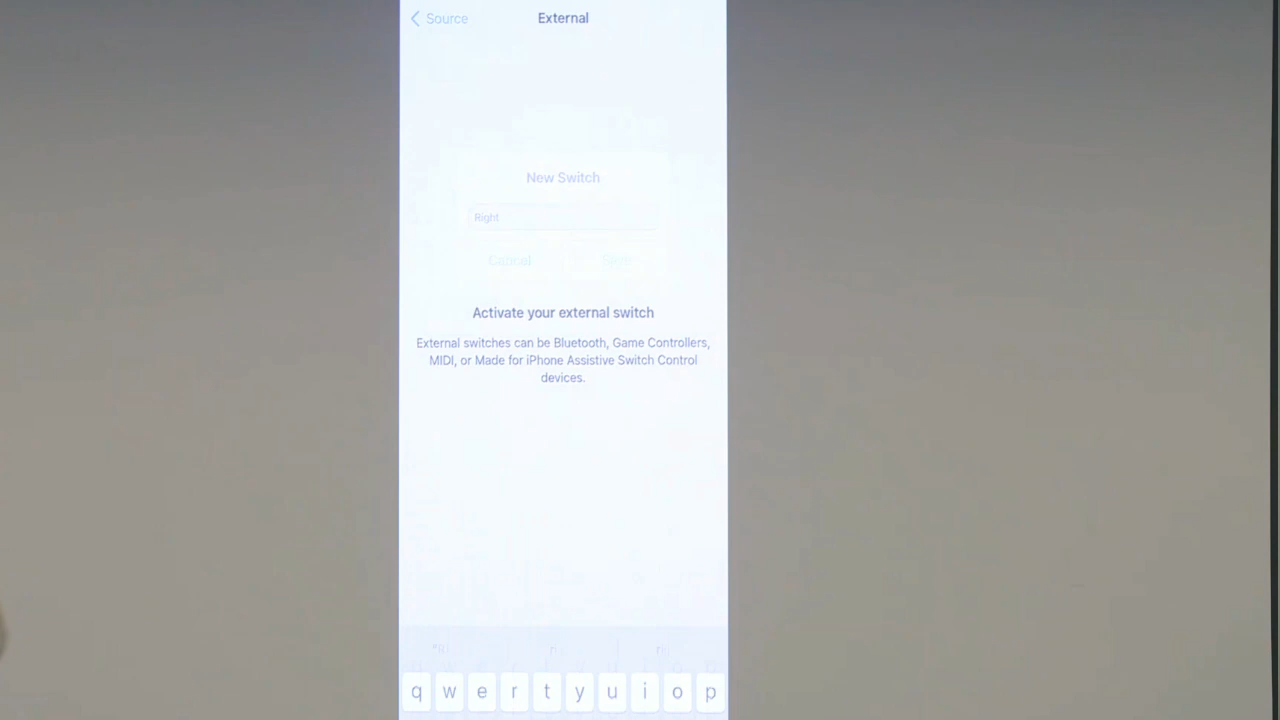 Source
External
New Switch
Right
Cancel
Activate your external switch
External switches can be Bluetooth, Game Controllers,
MIDI, or Made for iPhone Assistive Switch Control
devices.
q w e r t y u i o p